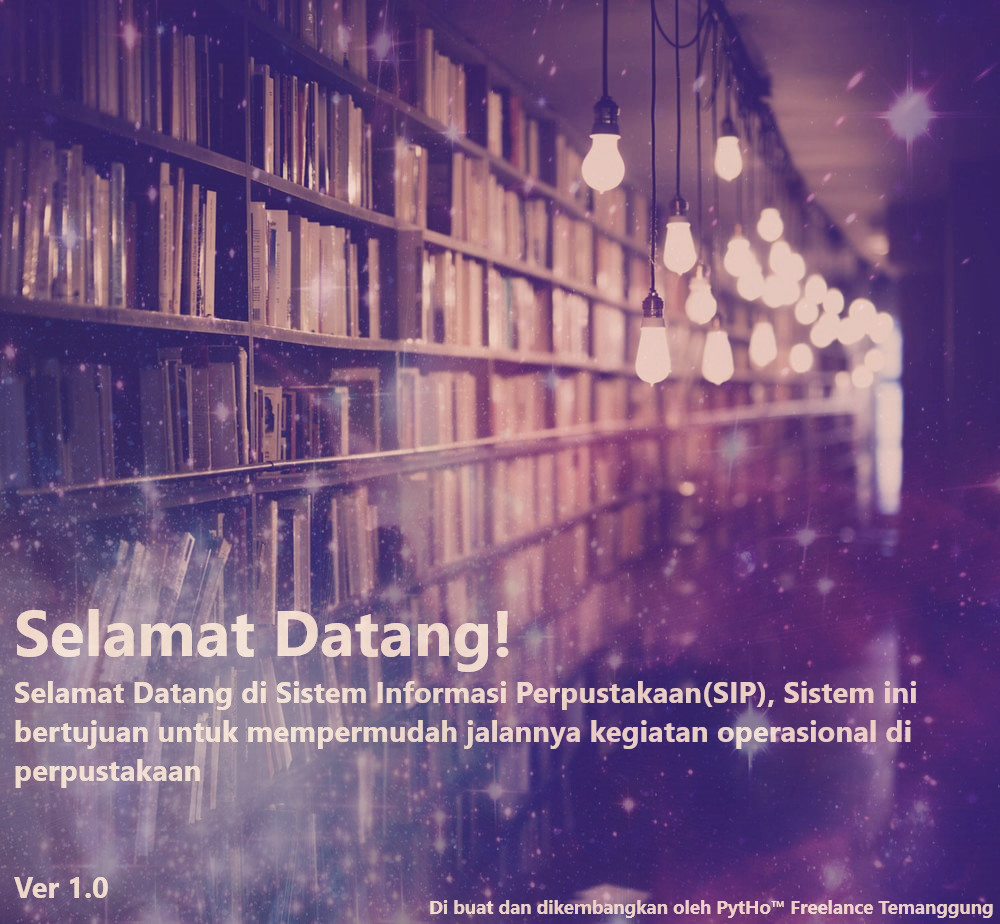 Selamat Datang!
Selamat Datang di Sistem Informasi Perpustakaan(SIP), Sistem ini
bertujuan untuk mempermudah jalannya kegiatan operasional di
perpustakaan
Ver 1.0
Di buat dan dikembangkan oleh PytHo™ Freelance Temanggung